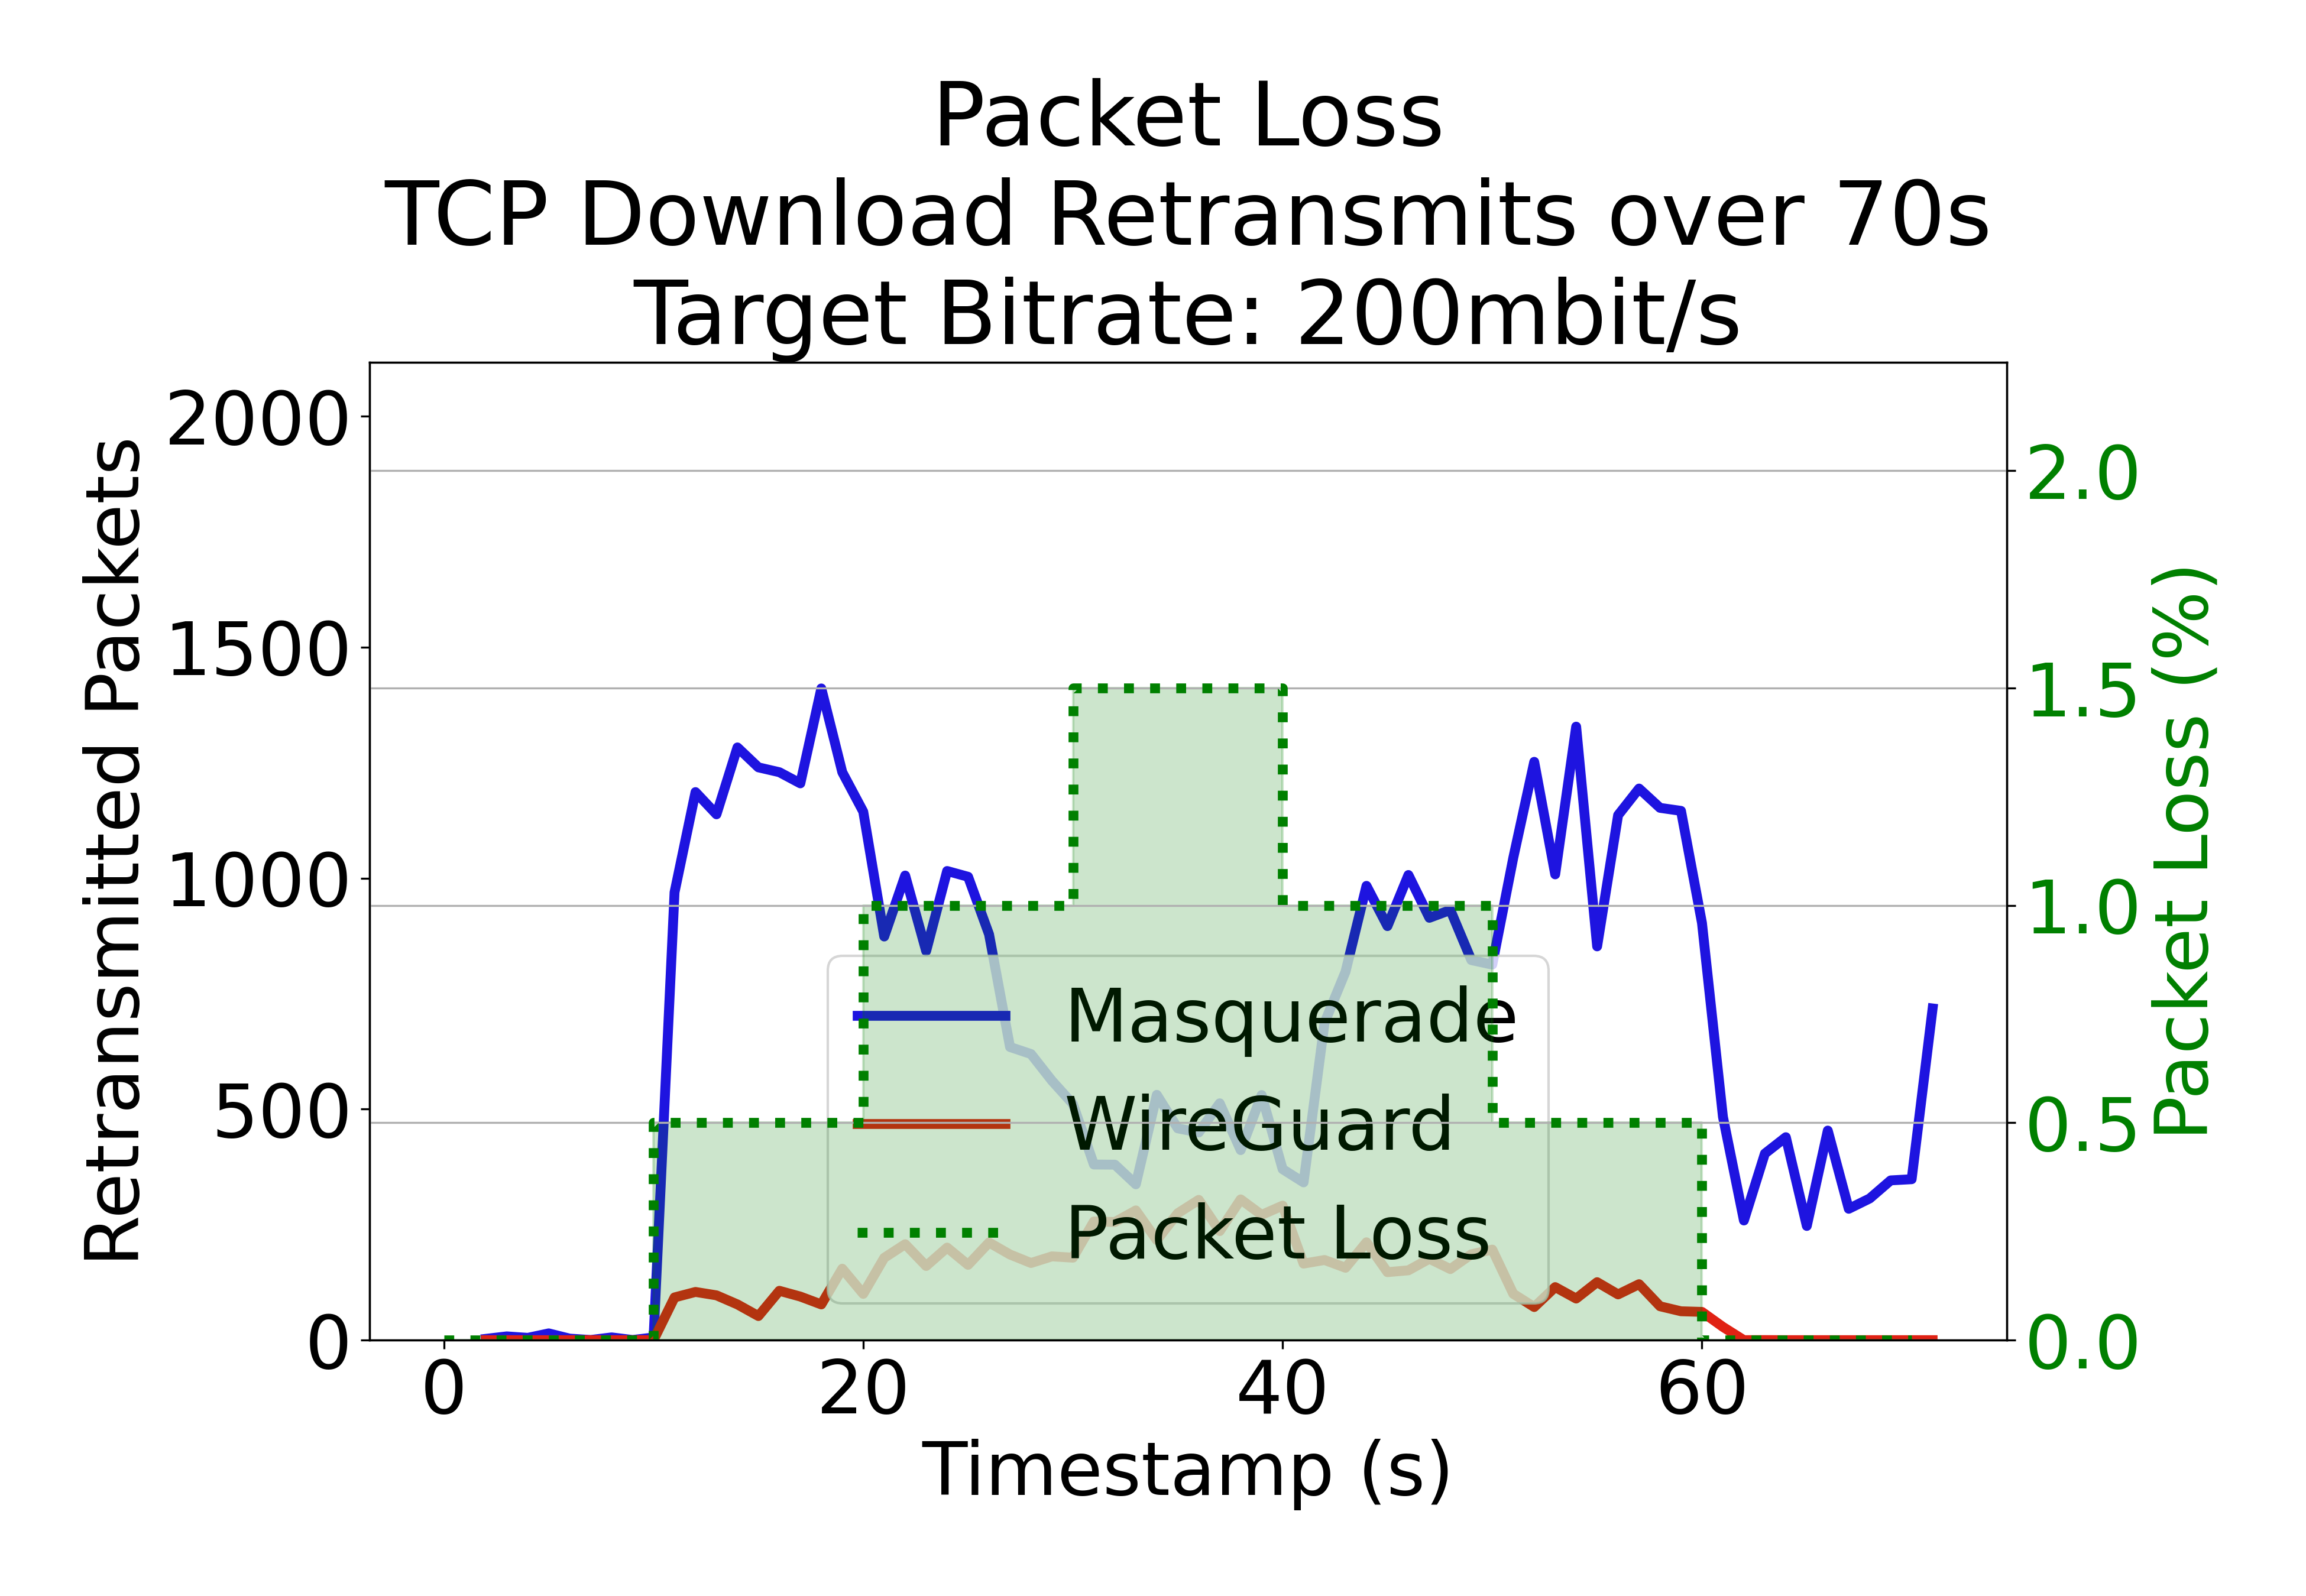 Packet Loss
TCP Download Retransmits over 70s
Target Bitrate: 200mbit/s
Retransmitted Packets
2000
1500
1000
500
0
Masquerade
WireGuard
Packet Loss
2.0
1.5
1.0
0.5
0.0
Packet Loss (%)
0 20 40 60
Timestamp (s)